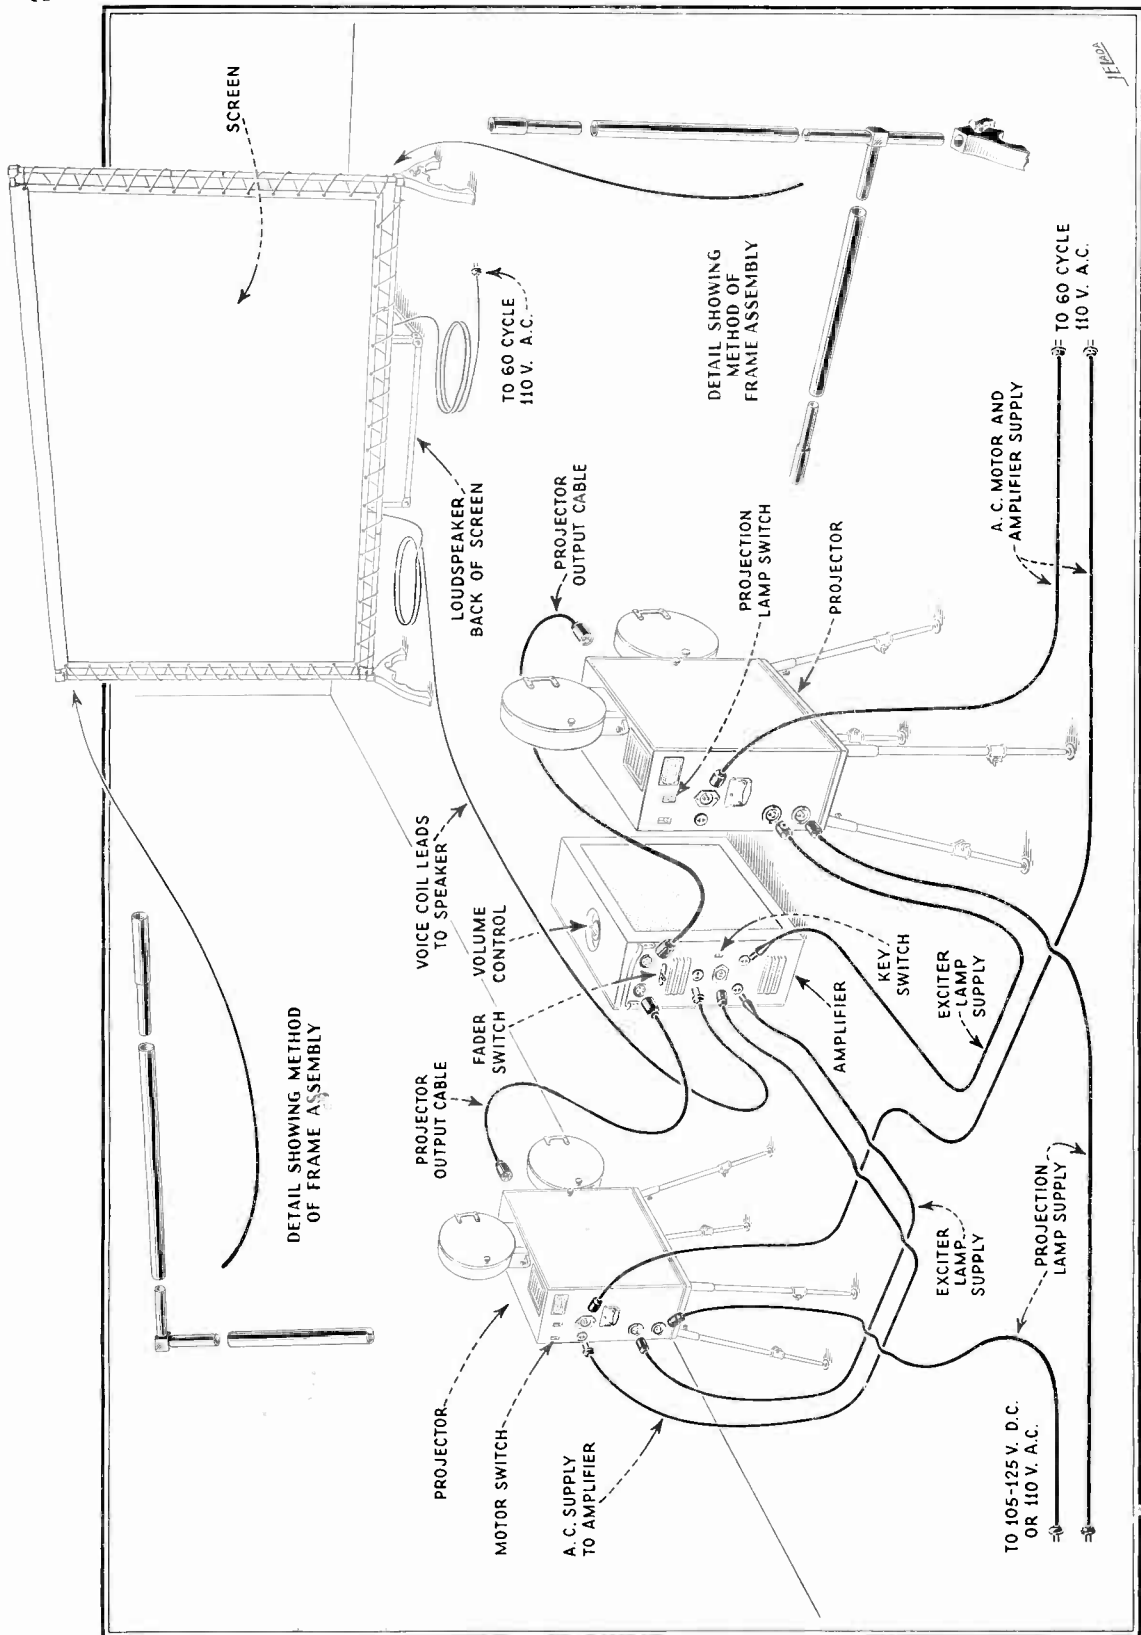 SCREEN
TO 60 CYCLE
110 V. A.C.
LOUDSPEAKER
BACK OF SCREEN
DETAIL SHOWING
METHOD OF
FRAME ASSEMBLY
PROJECTOR
OUTPUT CABLE
PROJECTION
LAMP SWITCH
PROJECTOR
A.C. MOTOR AND
AMPLIFIER SUPPLY
TO 60 CYCLE
110 V. A.C.
VOICE COIL LEADS
TO SPEAKER
VOLUME
CONTROL
FADER
SWITCH
KEY
SWITCH
AMPLIFIER
EXCITER
LAMP
SUPPLY
DETAIL SHOWING METHOD
OF FRAME ASSEMBLY
PROJECTOR
OUTPUT CABLE
PROJECTOR
MOTOR SWITCH
A.C. SUPPLY
TO AMPLIFIER
EXCITER
LAMP
SUPPLY
PROJECTION
LAMP SUPPLY
TO 105-125 V. D.C.
OR 110 V. A.C.